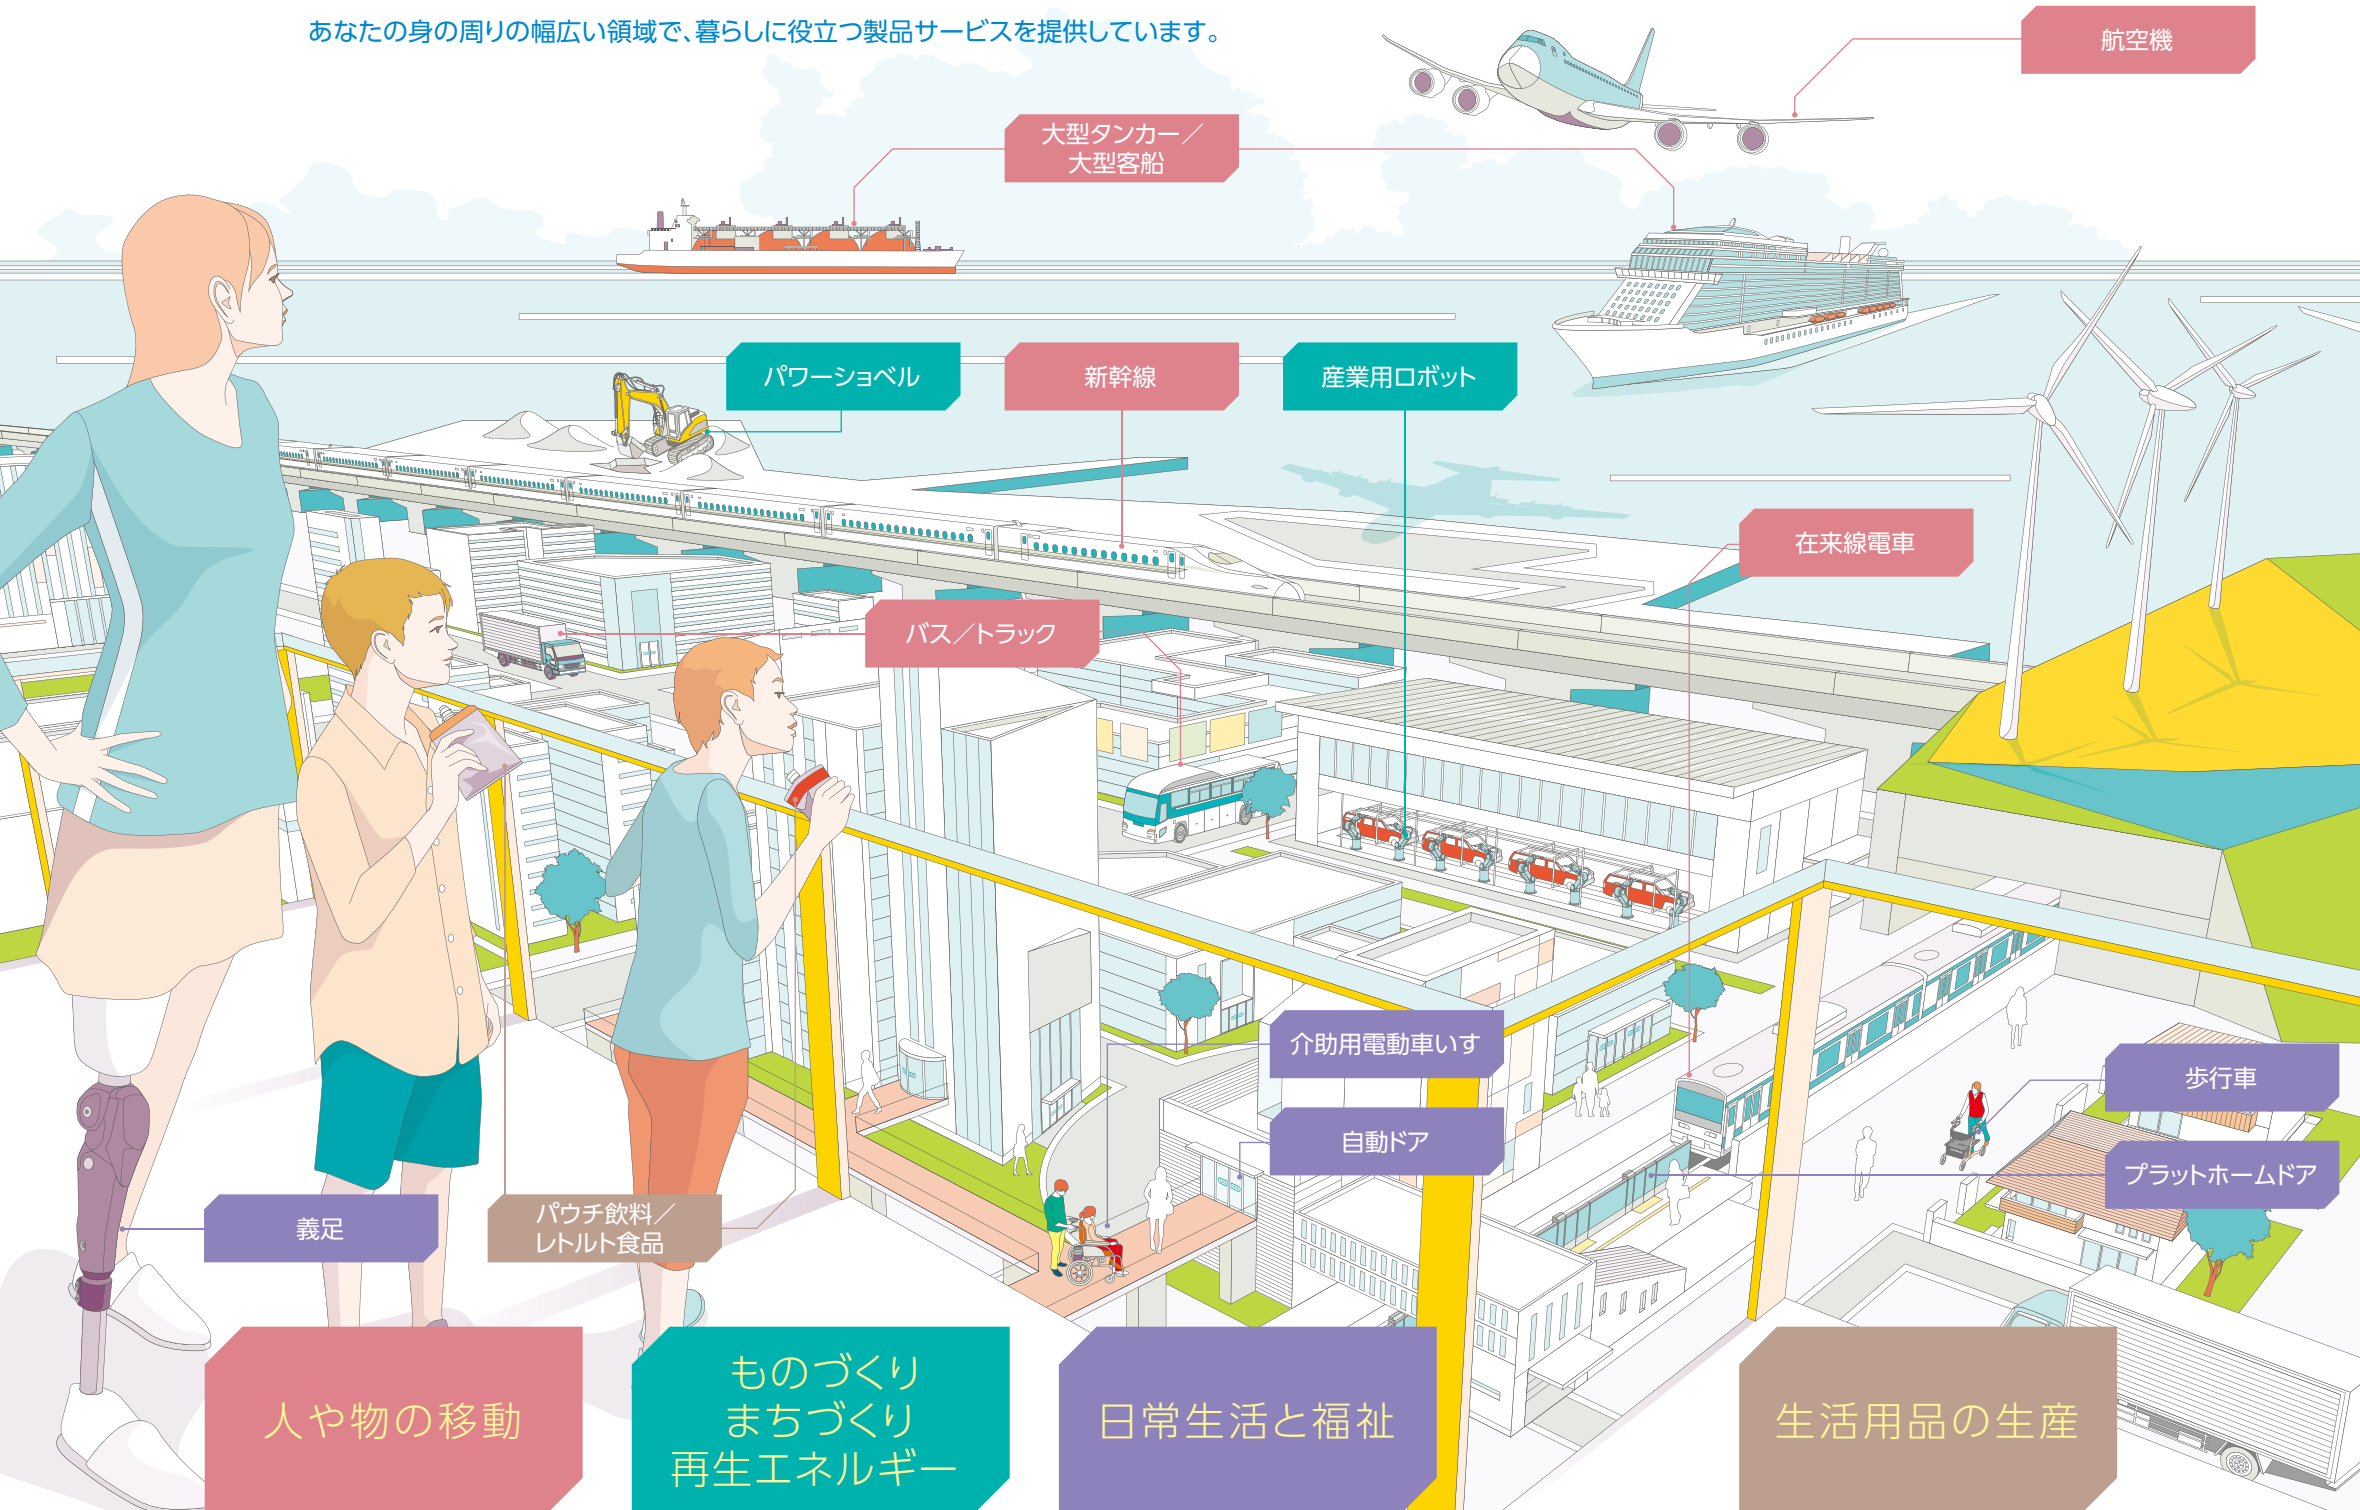 あなたの身の周りの幅広い領域で、暮らしに役立つ製品サービスを提供しています。
航空機
大型タンカー／
大型客船
パワーショベル
新幹線
産業用ロボット
在来線電車
バス／トラック
介助用電動車いす
自動ドア
歩行車
プラットホームドア
義足
パウチ飲料／
レトルト食品
人や物の移動
ものづくり
まちづくり
再生エネルギー
日常生活と福祉
生活用品の生産